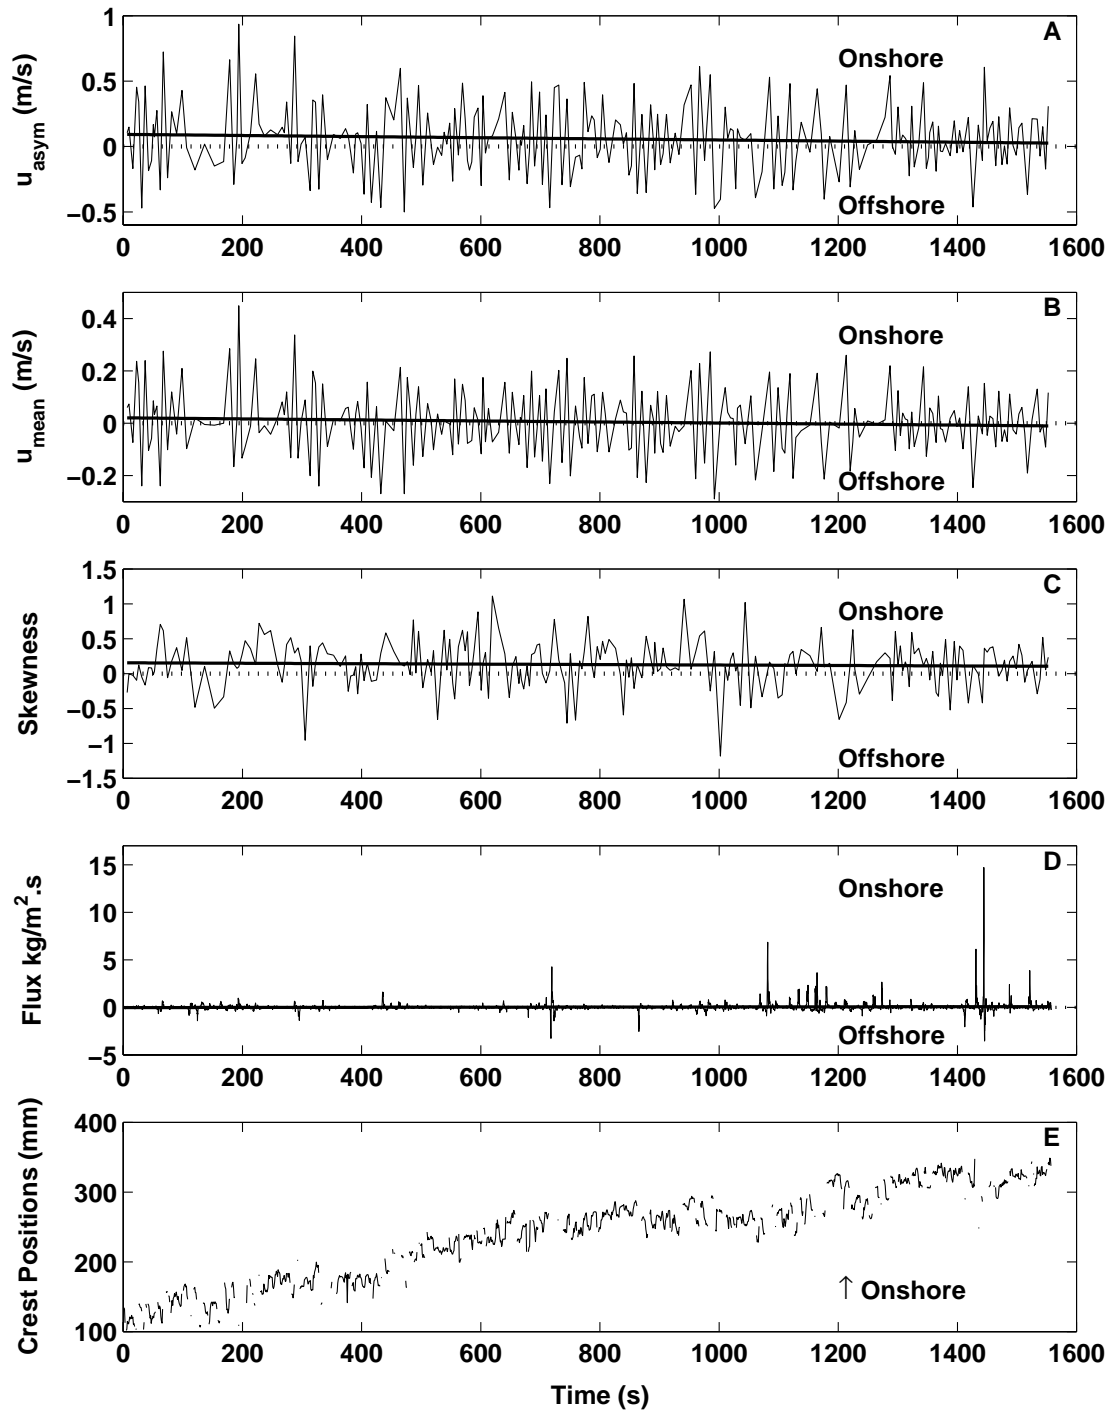 A
Onshore
Offshore
u_asym (m/s)
1
0.5
0
−0.5
0 200 400 600 800 1000 1200 1400 1600
B
Onshore
Offshore
u_mean (m/s)
0.4
0.2
0
−0.2
0 200 400 600 800 1000 1200 1400 1600
C
Onshore
Offshore
Skewness
1.5
1
0.5
0
−0.5
−1
−1.5
0 200 400 600 800 1000 1200 1400 1600
D
Onshore
Offshore
Flux kg/m².s
15
10
5
0
−5
0 200 400 600 800 1000 1200 1400 1600
E
↑ Onshore
Crest Positions (mm)
400
300
200
100
0 200 400 600 800 1000 1200 1400 1600
Time (s)